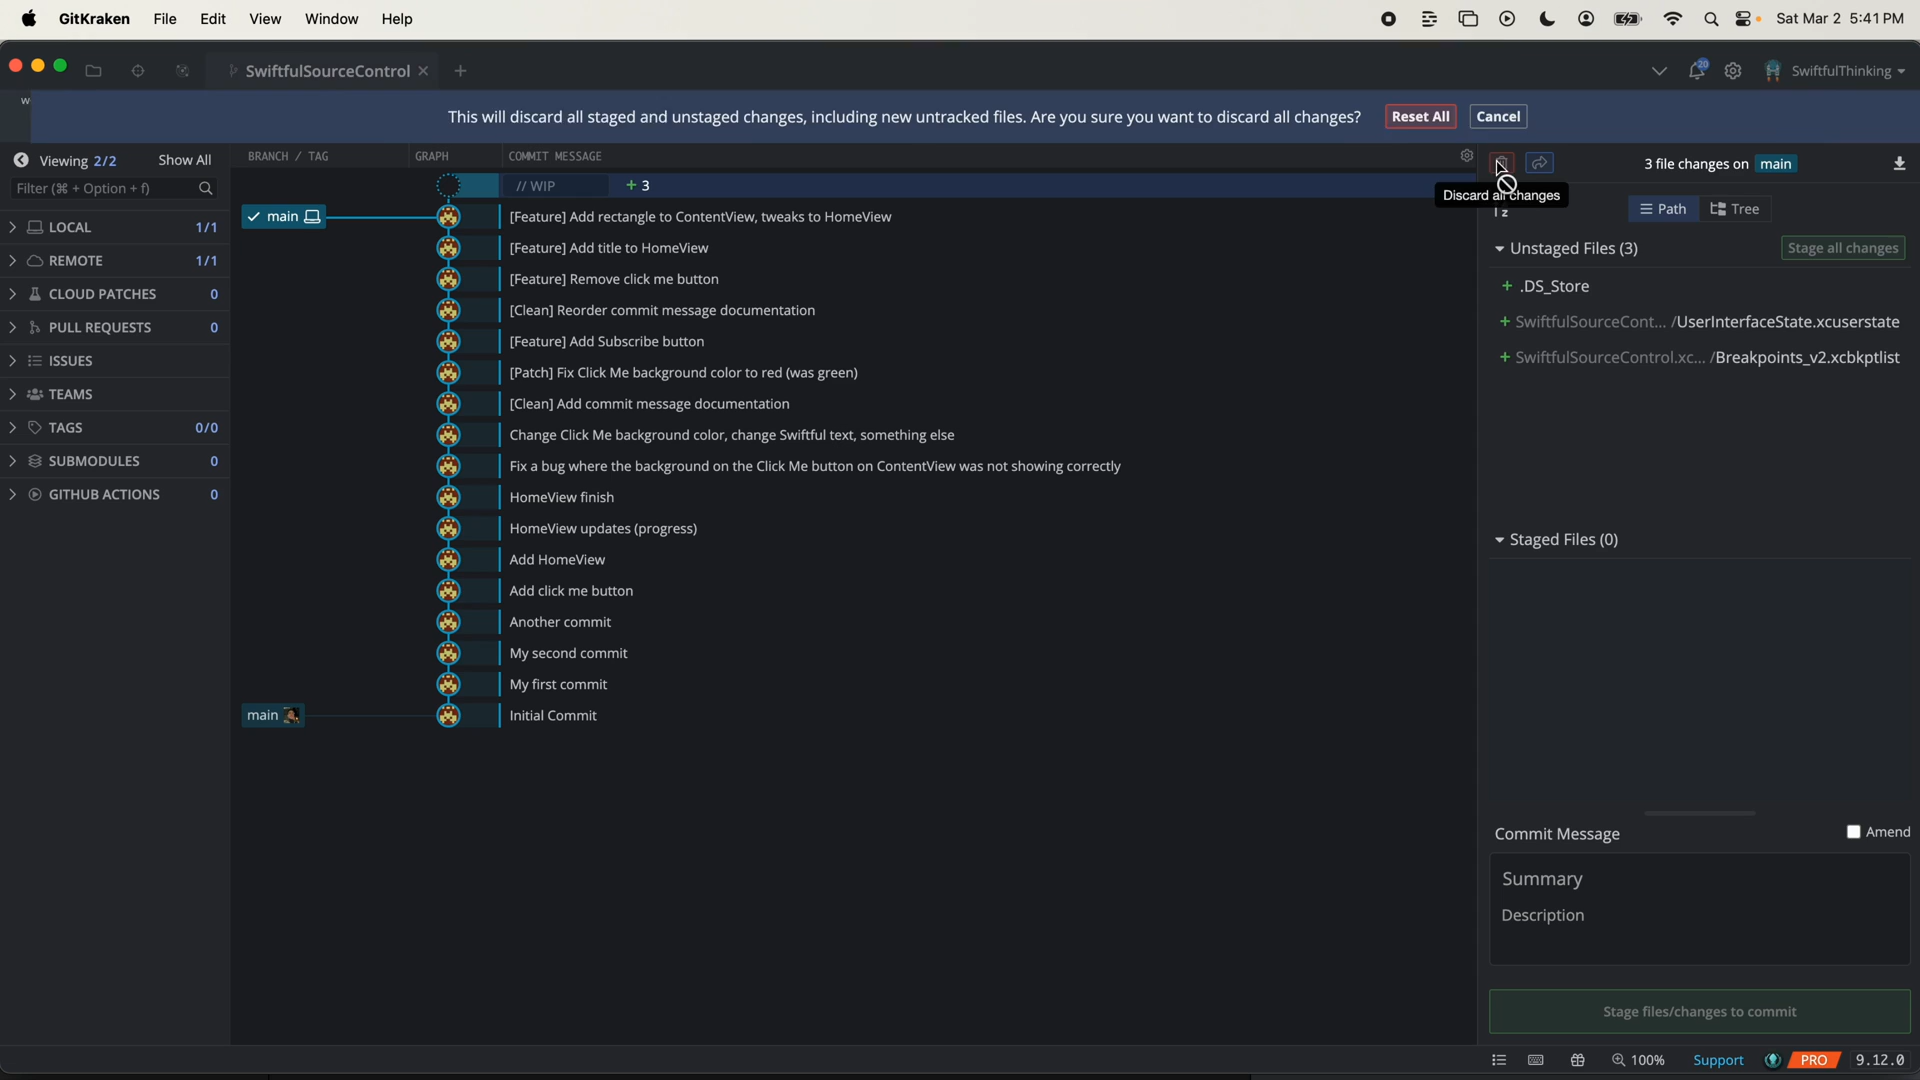 GitKraken File Edit View Window Help Sat Mar 2 5:41 PM
SwiftfulSourceControl 20 SwiftfulThinking
This will discard all staged and unstaged changes, including new untracked files. Are you sure you want to discard all changes? Reset All Cancel
Viewing 2/2 Show All
Filter (⌘ + Option + f)
LOCAL 1/1
REMOTE 1/1
CLOUD PATCHES 0
PULL REQUESTS 0
ISSUES
TEAMS
TAGS 0/0
SUBMODULES 0
GITHUB ACTIONS 0
BRANCH / TAG GRAPH COMMIT MESSAGE
// WIP + 3
main [Feature] Add rectangle to ContentView, tweaks to HomeView
[Feature] Add title to HomeView
[Feature] Remove click me button
[Clean] Reorder commit message documentation
[Feature] Add Subscribe button
[Patch] Fix Click Me background color to red (was green)
[Clean] Add commit message documentation
Change Click Me background color, change Swiftful text, something else
Fix a bug where the background on the Click Me button on ContentView was not showing correctly
HomeView finish
HomeView updates (progress)
Add HomeView
Add click me button
Another commit
My second commit
My first commit
main Initial Commit
3 file changes on main
Discard all changes
Path Tree
Unstaged Files (3) Stage all changes
+ .DS_Store
+ SwiftfulSourceCont... /UserInterfaceState.xcuserstate
+ SwiftfulSourceControl.xc... /Breakpoints_v2.xcbkptlist
Staged Files (0)
Commit Message Amend
Summary
Description
Stage files/changes to commit
100% Support PRO 9.12.0